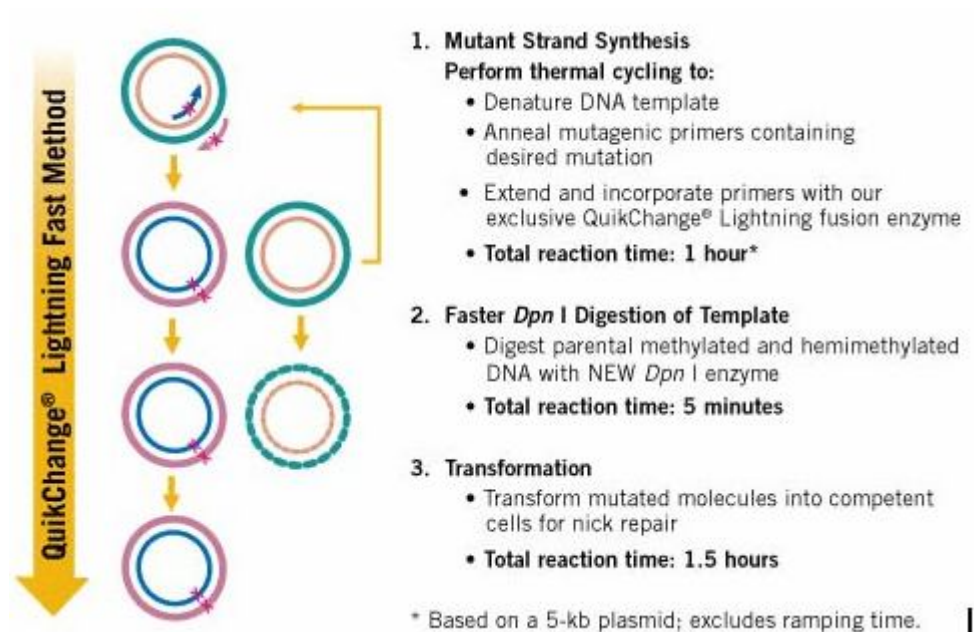 QuikChange® Lightning Fast Method
1. Mutant Strand Synthesis
Perform thermal cycling to:
• Denature DNA template
• Anneal mutagenic primers containing
desired mutation
• Extend and incorporate primers with our
exclusive QuikChange® Lightning fusion enzyme
• Total reaction time: 1 hour*
2. Faster Dpn I Digestion of Template
• Digest parental methylated and hemimethylated
DNA with NEW Dpn I enzyme
• Total reaction time: 5 minutes
3. Transformation
• Transform mutated molecules into competent
cells for nick repair
• Total reaction time: 1.5 hours
* Based on a 5-kb plasmid; excludes ramping time.